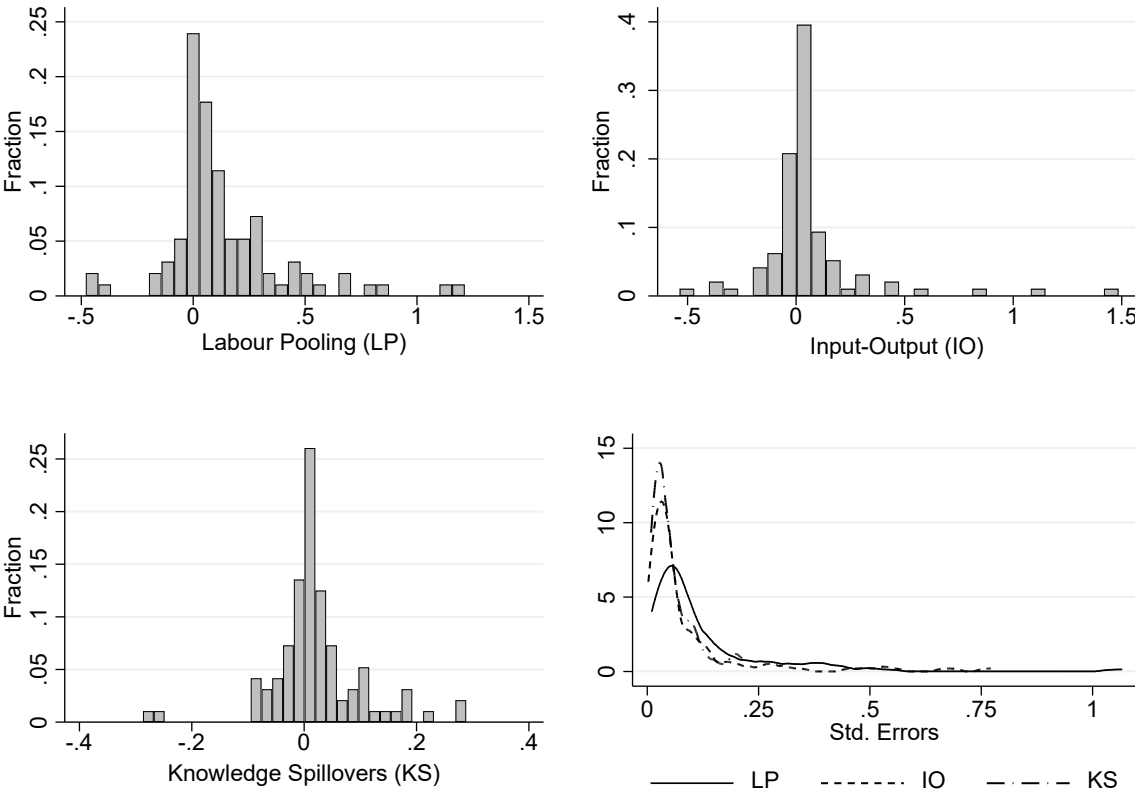 .25
.2
.15
.1
.05
0
Fraction
-.5 0 .5 1 1.5
Labour Pooling (LP)
.4
.3
.2
.1
0
Fraction
-.5 0 .5 1 1.5
Input-Output (IO)
.25
.2
.15
.1
.05
0
Fraction
-.4 -.2 0 .2 .4
Knowledge Spillovers (KS)
15
10
5
0
0 .25 .5 .75 1
Std. Errors
LP IO KS